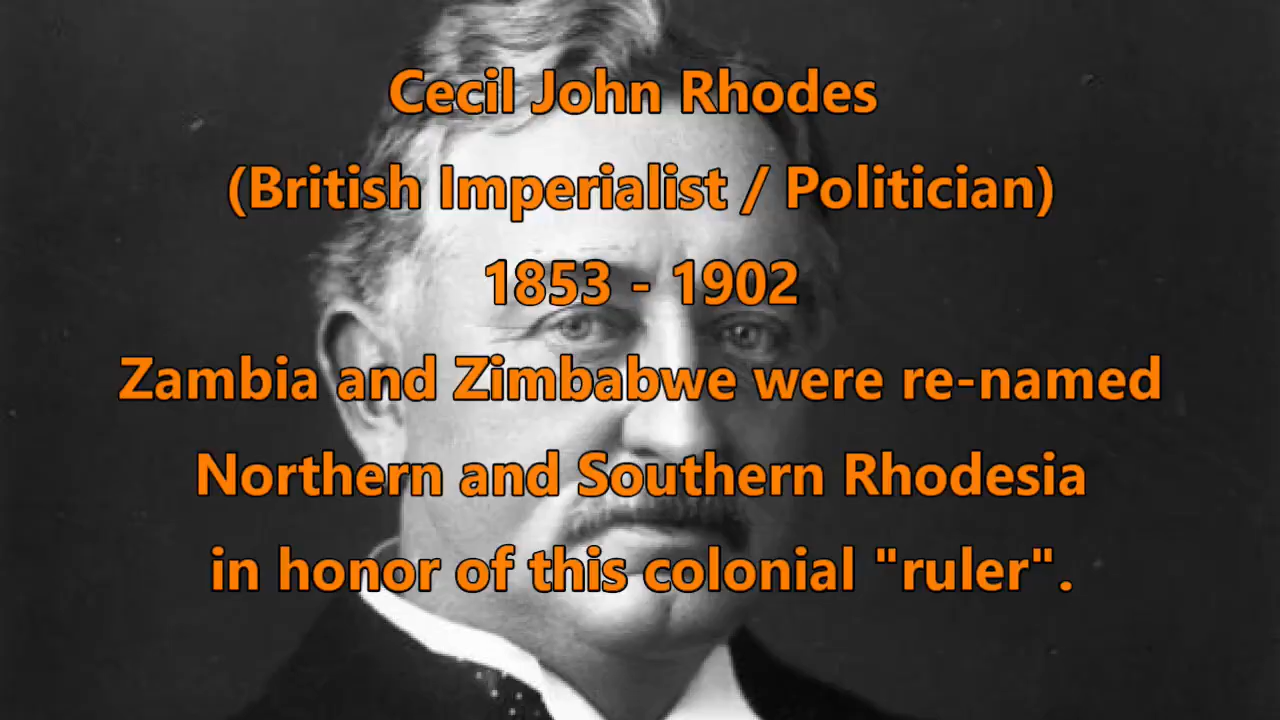 Cecil John Rhodes
(British Imperialist / Politician)
1853 - 1902
Zambia and Zimbabwe were re-named
Northern and Southern Rhodesia
in honor of this colonial "ruler".